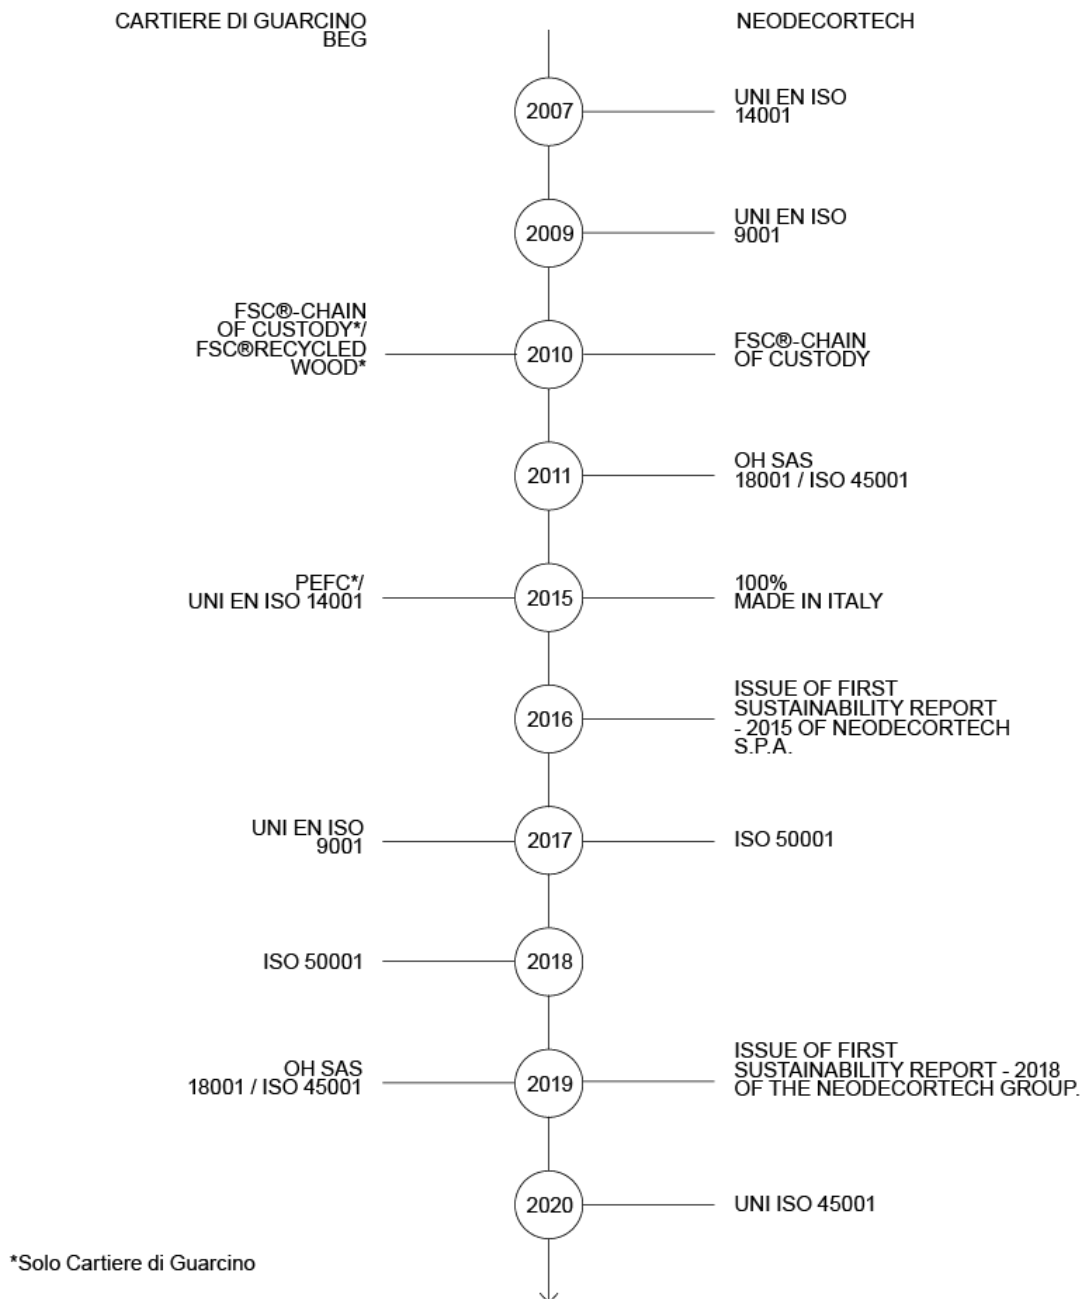 CARTIERE DI GUARCINO
BEG
NEODECORTECH
2007
UNI EN ISO
14001
2009
UNI EN ISO
9001
FSC®-CHAIN
OF CUSTODY*/
FSC®RECYCLED
WOOD*
2010
FSC®-CHAIN
OF CUSTODY
2011
OH SAS
18001 / ISO 45001
PEFC*/
UNI EN ISO 14001
2015
100%
MADE IN ITALY
2016
ISSUE OF FIRST
SUSTAINABILITY REPORT
- 2015 OF NEODECORTECH
S.P.A.
UNI EN ISO
9001
2017
ISO 50001
ISO 50001
2018
OH SAS
18001 / ISO 45001
2019
ISSUE OF FIRST
SUSTAINABILITY REPORT - 2018
OF THE NEODECORTECH GROUP.
2020
UNI ISO 45001
*Solo Cartiere di Guarcino